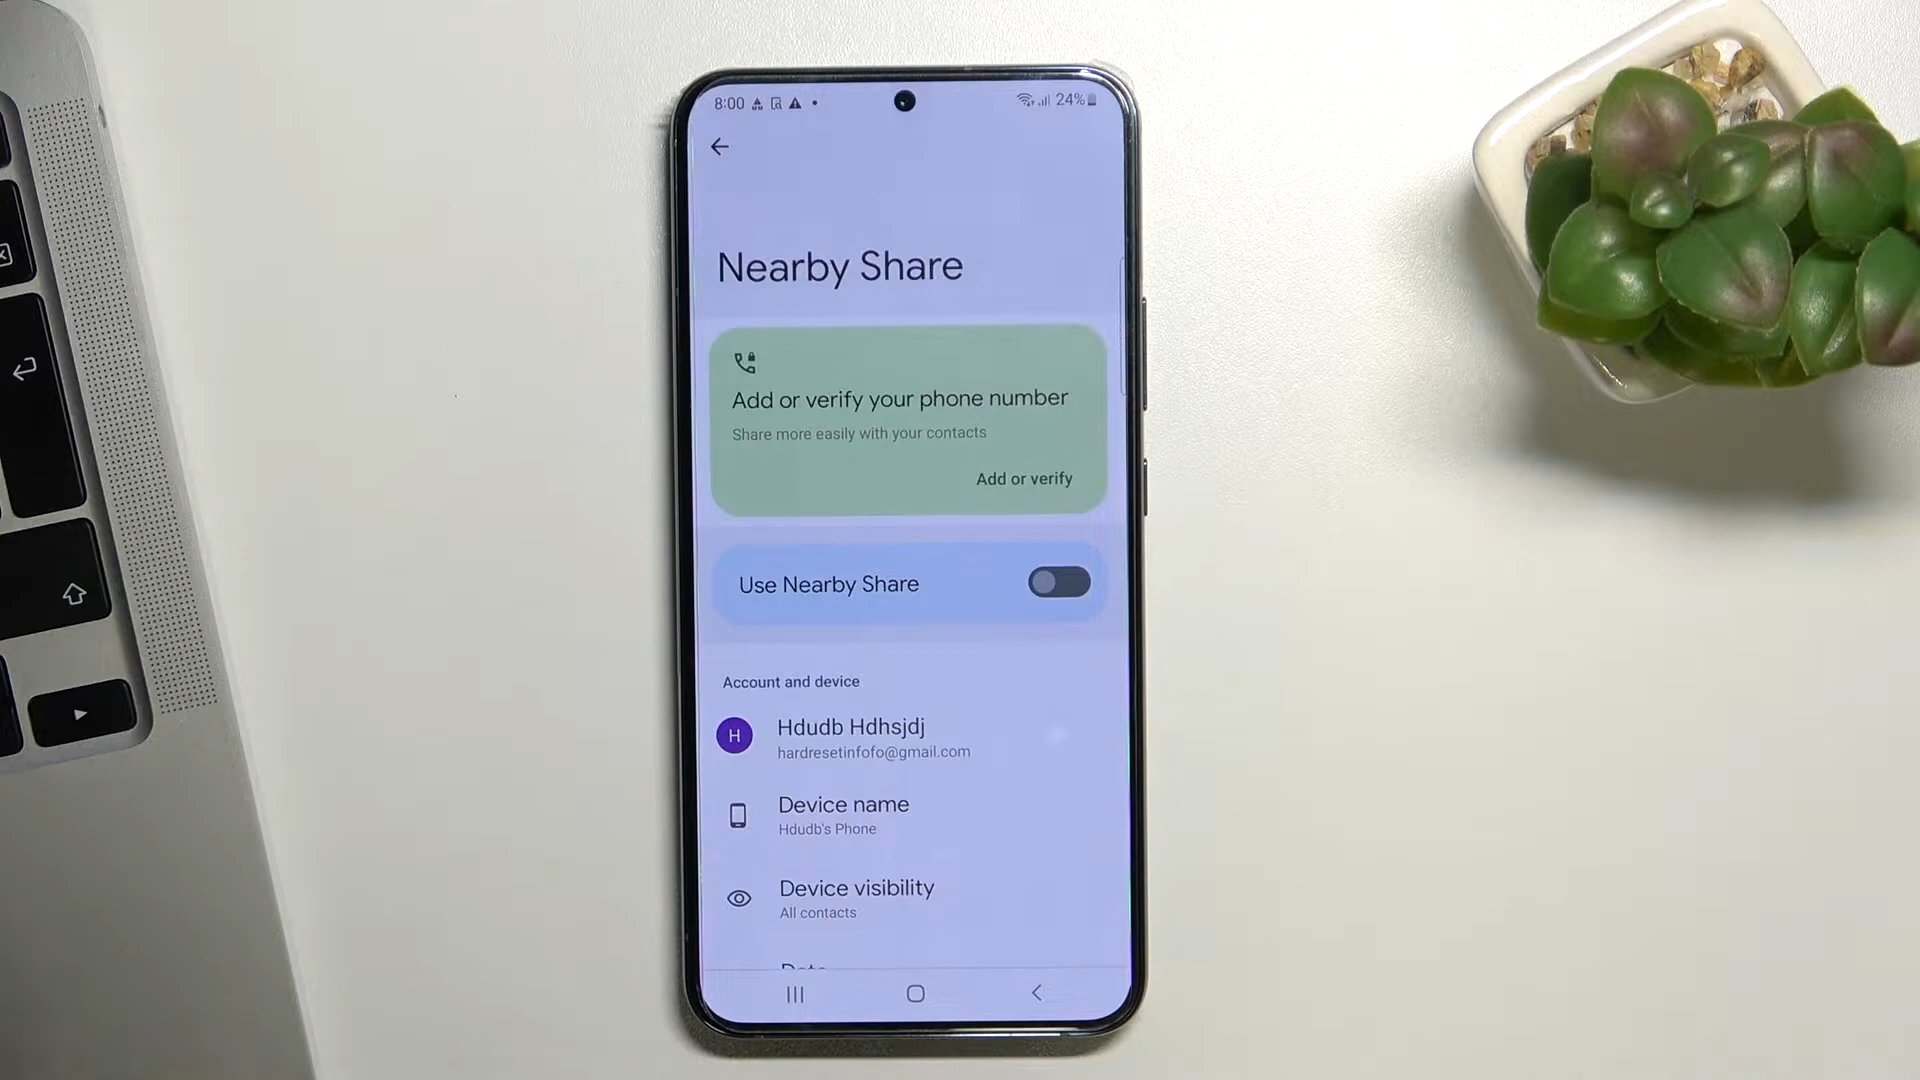 8:00
24%
Nearby Share
Add or verify your phone number
Share more easily with your contacts
Add or verify
Use Nearby Share
Account and device
H
Hdudb Hdhsjdj
hardresetinfofo@gmail.com
Device name
Hdudb's Phone
Device visibility
All contacts